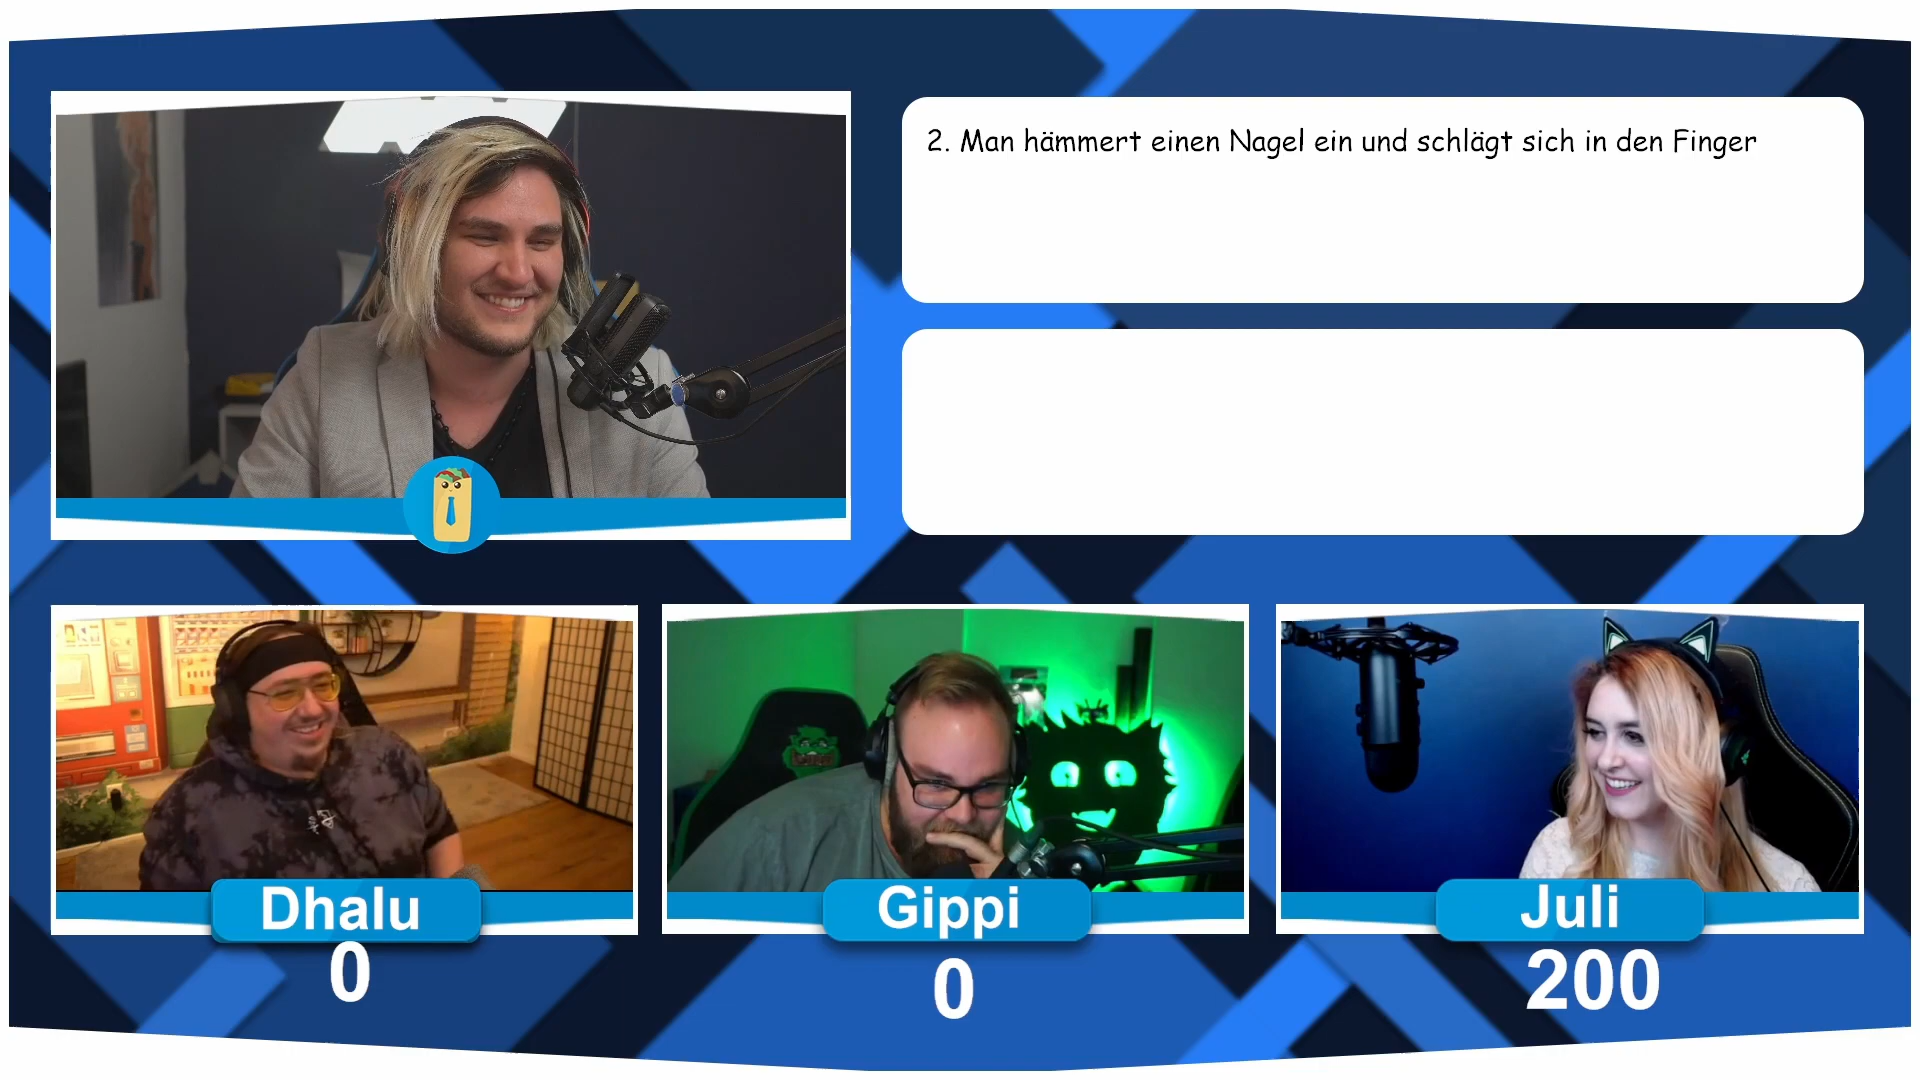 2. Man hämmert einen Nagel ein und schlägt sich in den Finger
Dhalu
0
Gippi
0
Juli
200